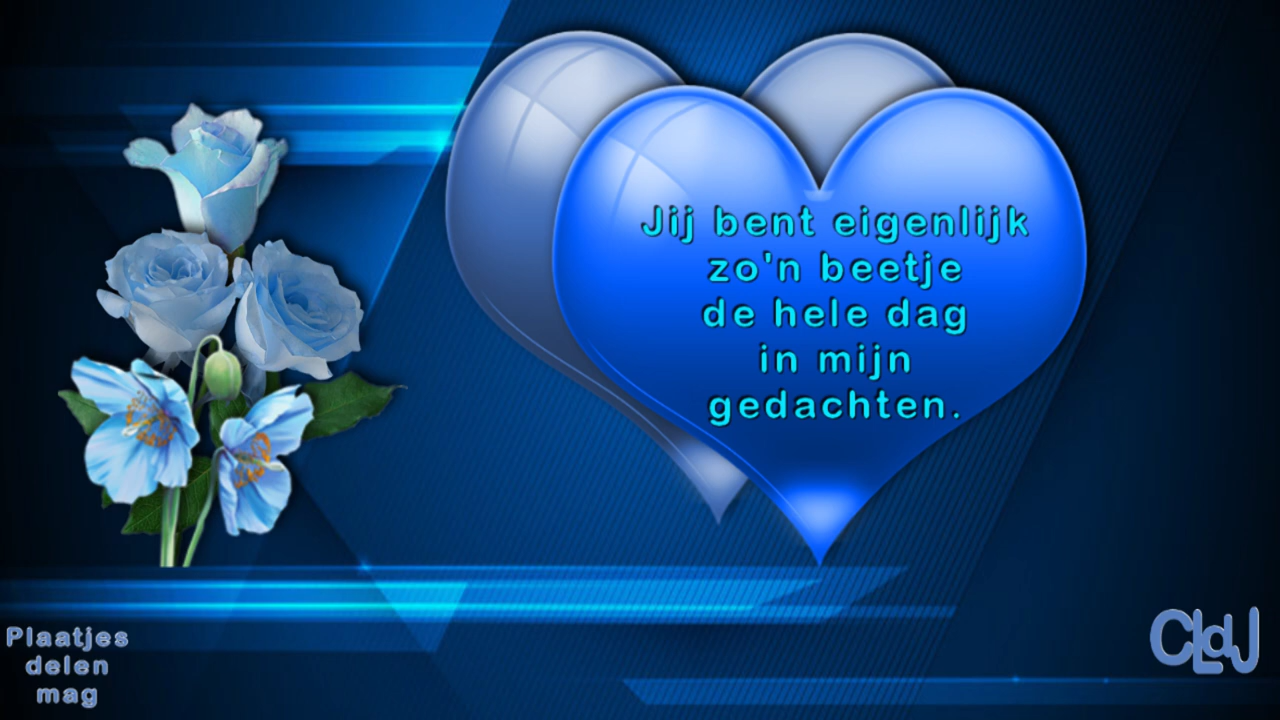 Jij bent eigenlijk
zo'n beetje
de hele dag
in mijn
gedachten.
Plaatjes
delen
mag
CLdJ